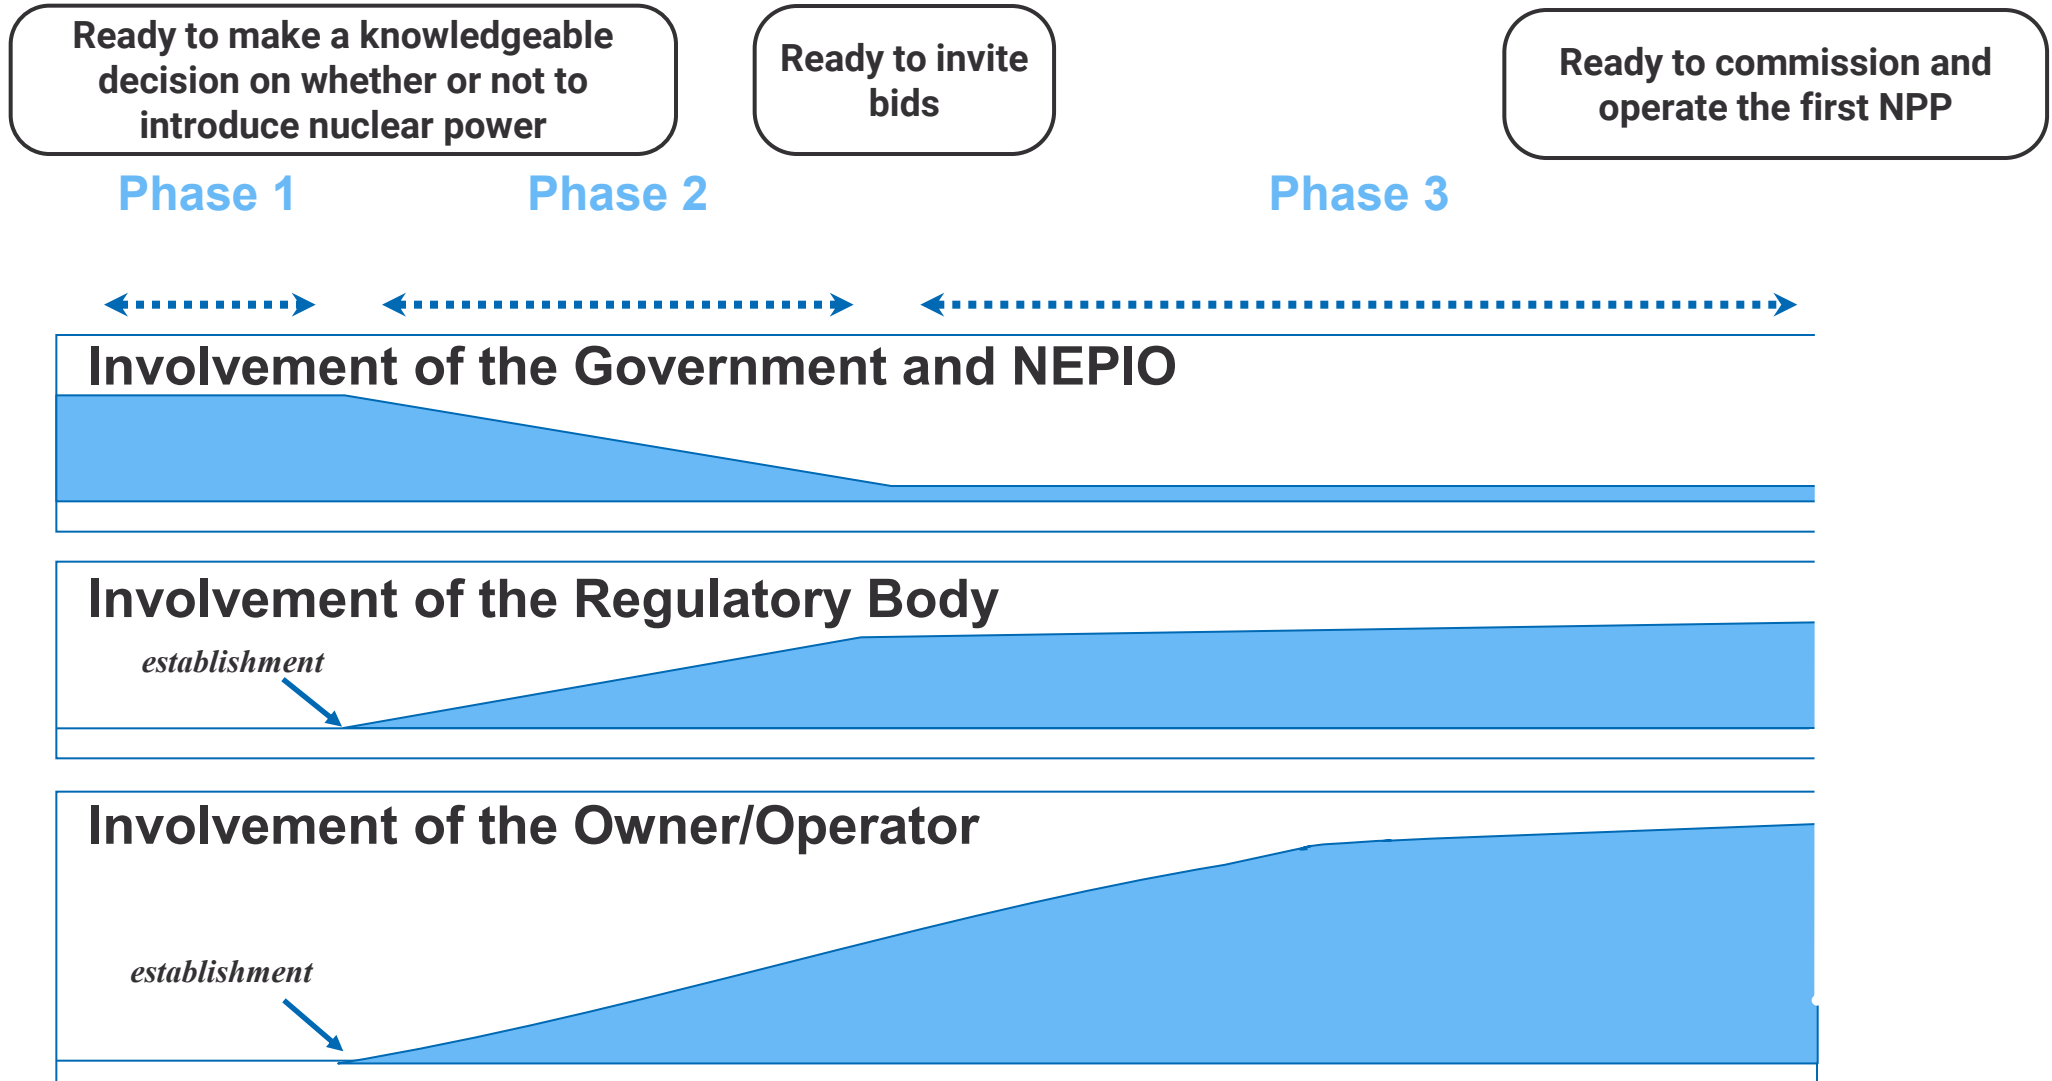 Ready to make a knowledgeable
decision on whether or not to
introduce nuclear power
Ready to invite
bids
Ready to commission and
operate the first NPP
Phase 1
Phase 2
Phase 3
Involvement of the Government and NEPIO
Involvement of the Regulatory Body
establishment
Involvement of the Owner/Operator
establishment